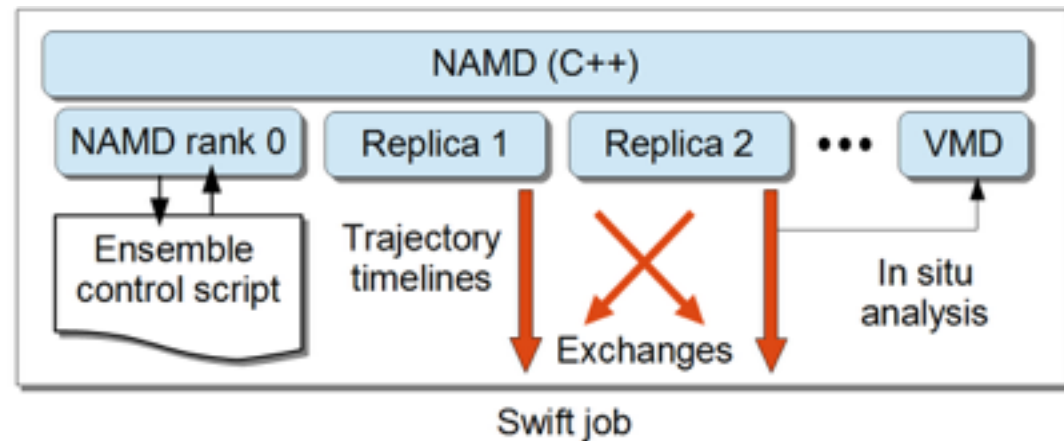 NAMD (C++)
NAMD rank 0
Replica 1
Replica 2
•••
VMD
Ensemble
control script
Trajectory
timelines
Exchanges
In situ
analysis
Swift job